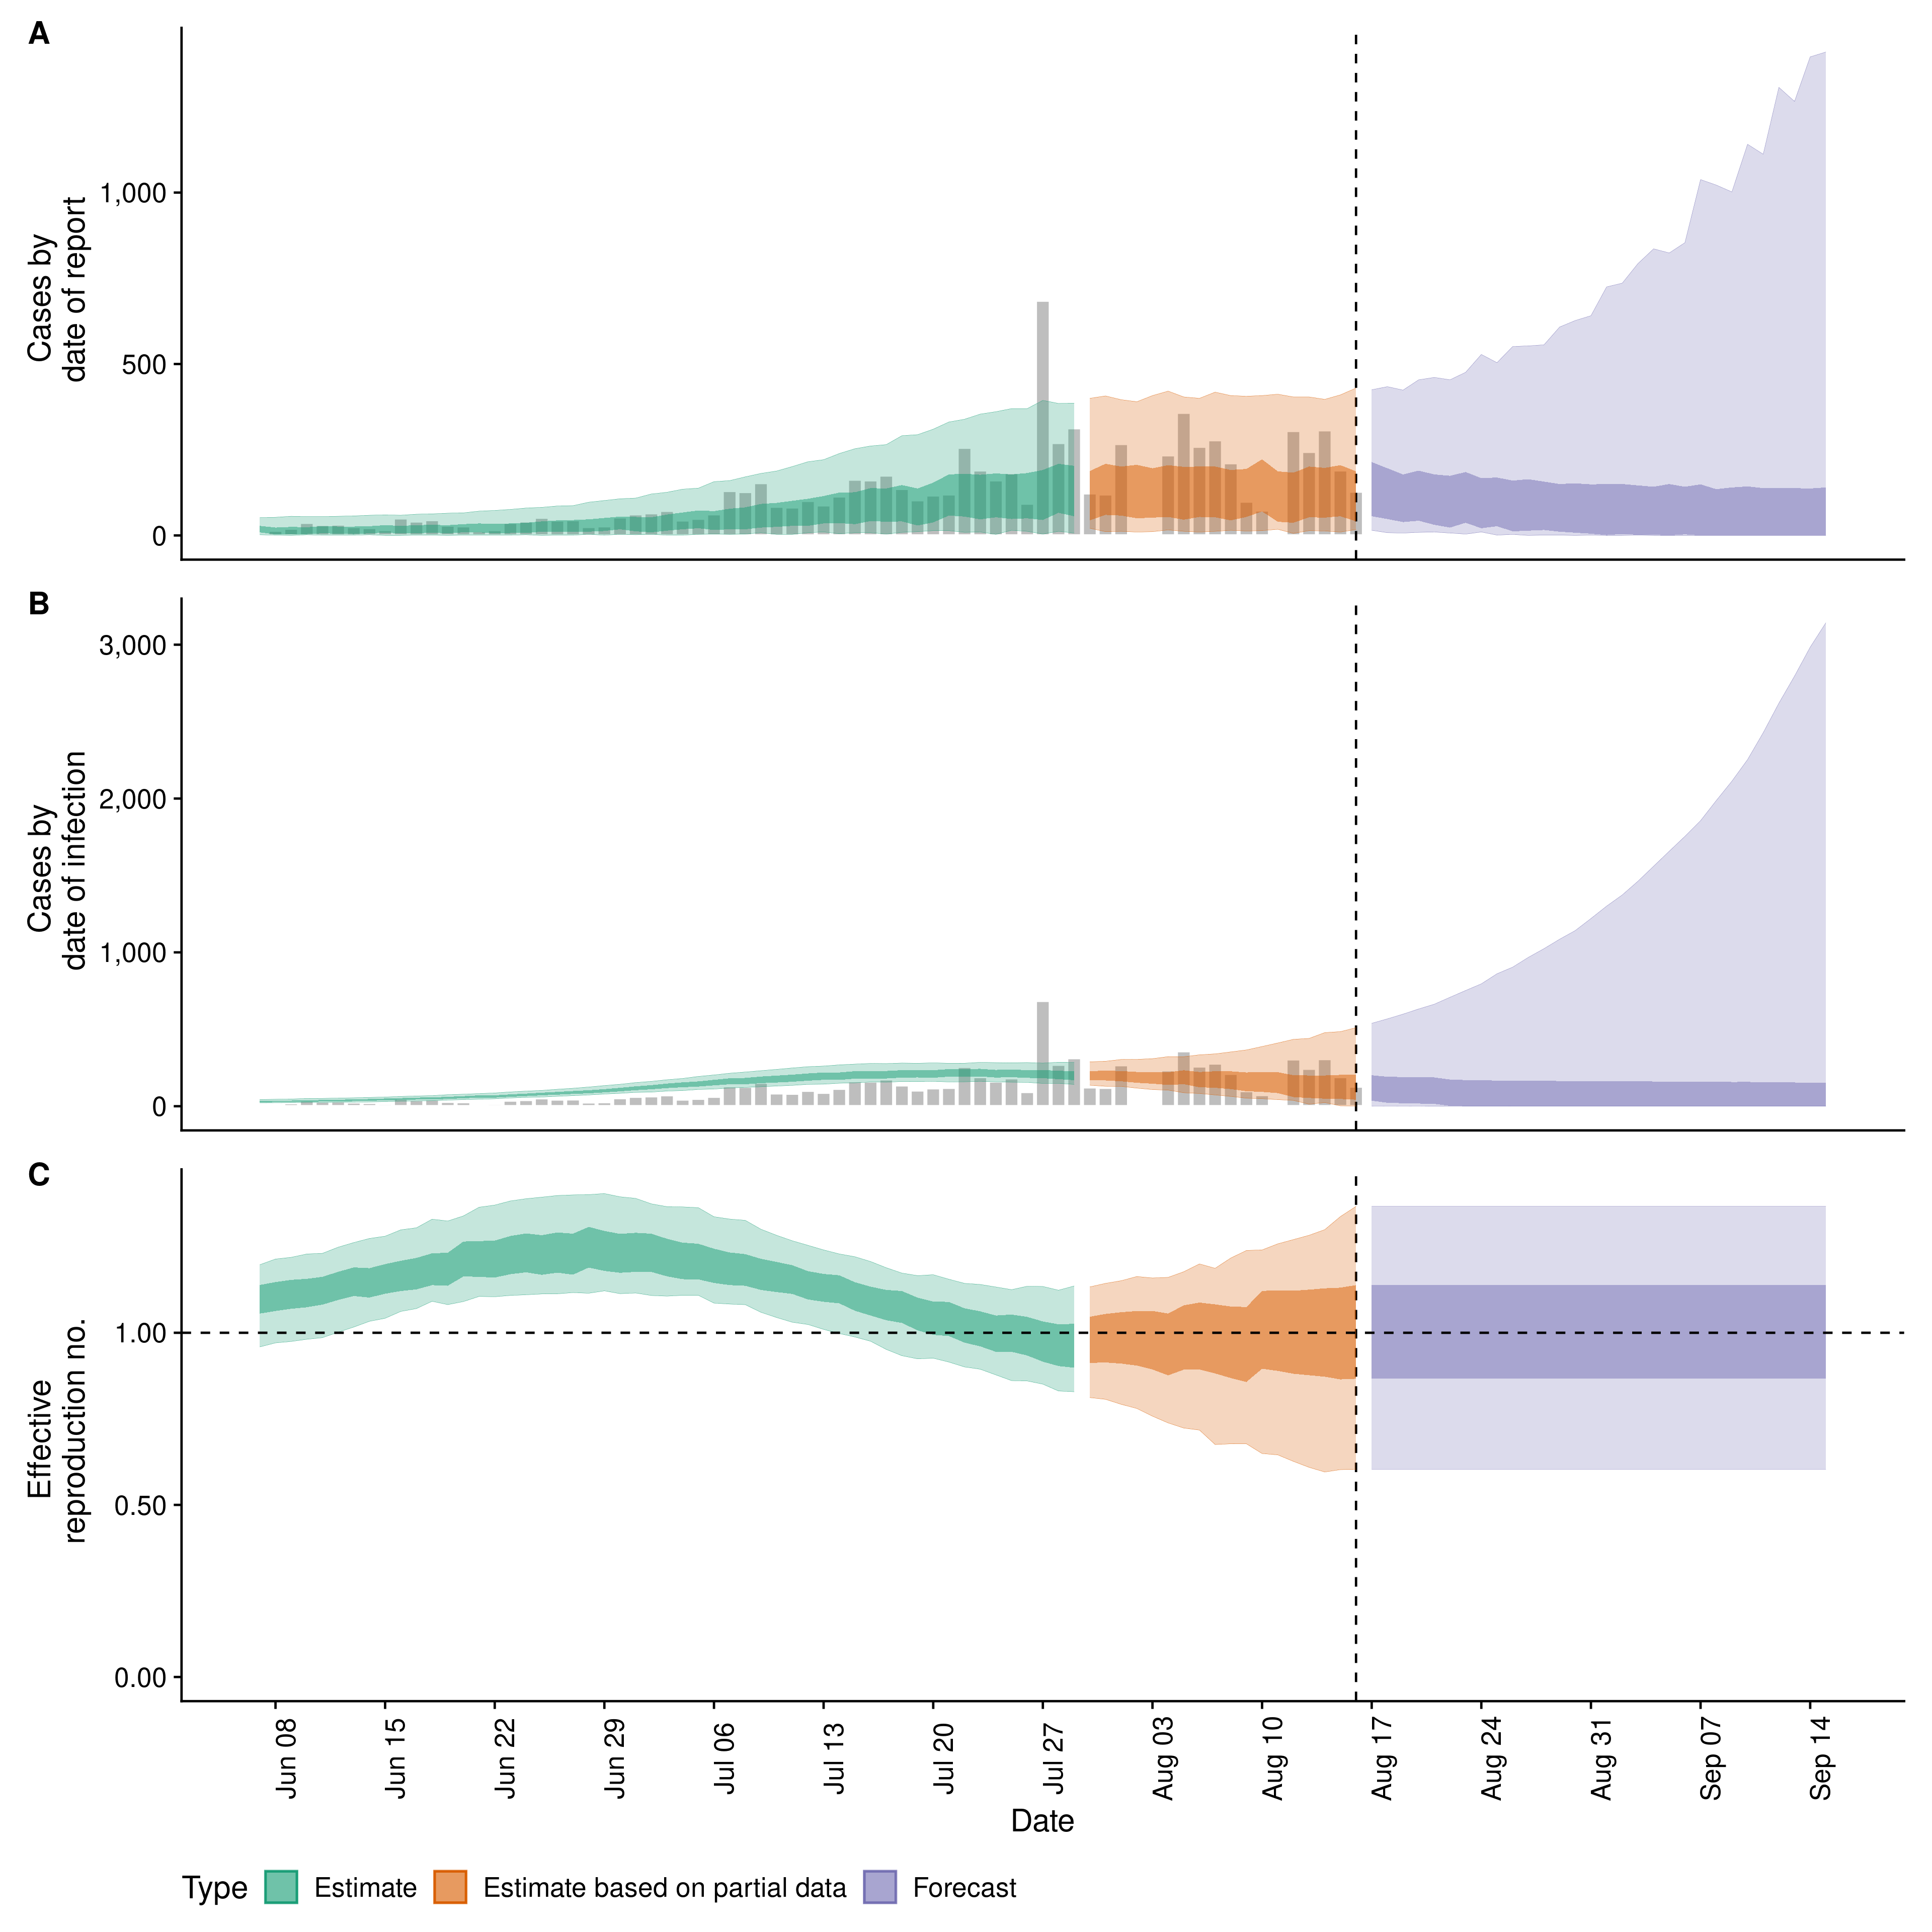 A
Cases by
date of report
1,000
500
0
B
Cases by
date of infection
3,000
2,000
1,000
0
C
Effective
reproduction no.
1.00
0.50
0.00
Jun 08
Jun 15
Jun 22
Jun 29
Jul 06
Jul 13
Jul 20
Jul 27
Aug 03
Aug 10
Aug 17
Aug 24
Aug 31
Sep 07
Sep 14
Date
Type Estimate Estimate based on partial data Forecast